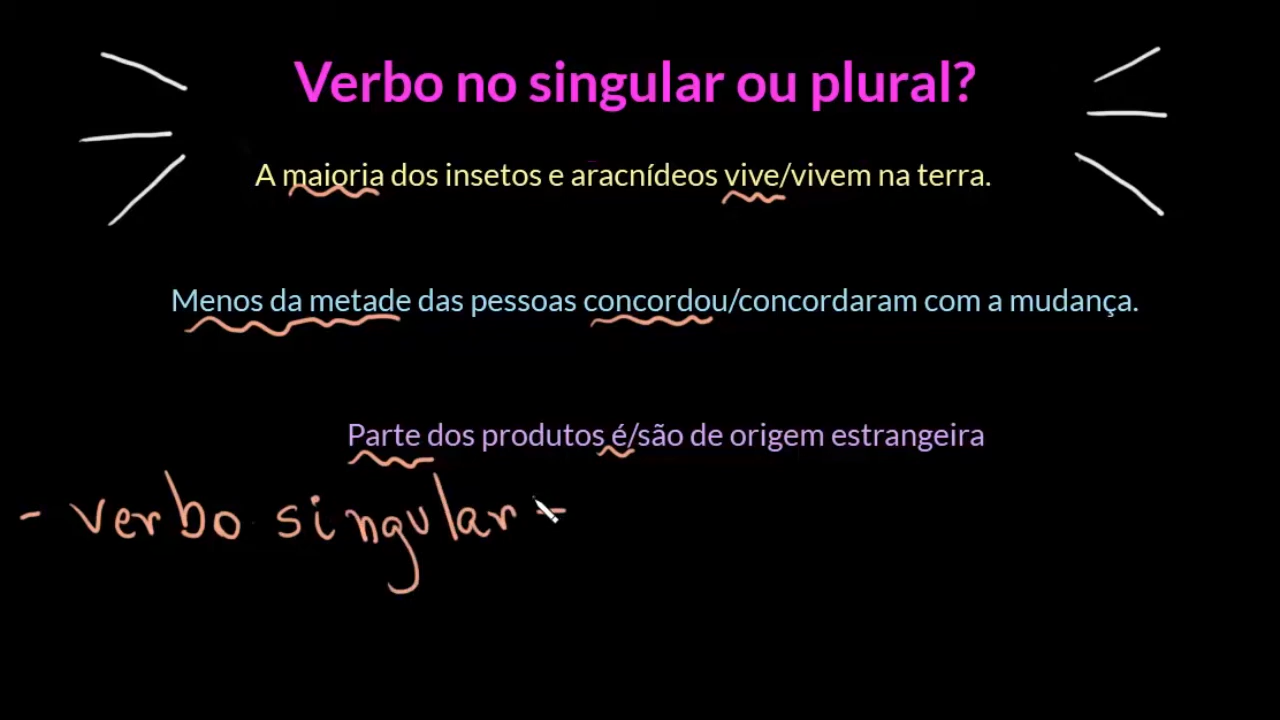 Verbo no singular ou plural?
A maioria dos insetos e aracnídeos vive/vivem na terra.
Menos da metade das pessoas concordou/concordaram com a mudança.
Parte dos produtos é/são de origem estrangeira
- verbo singular -